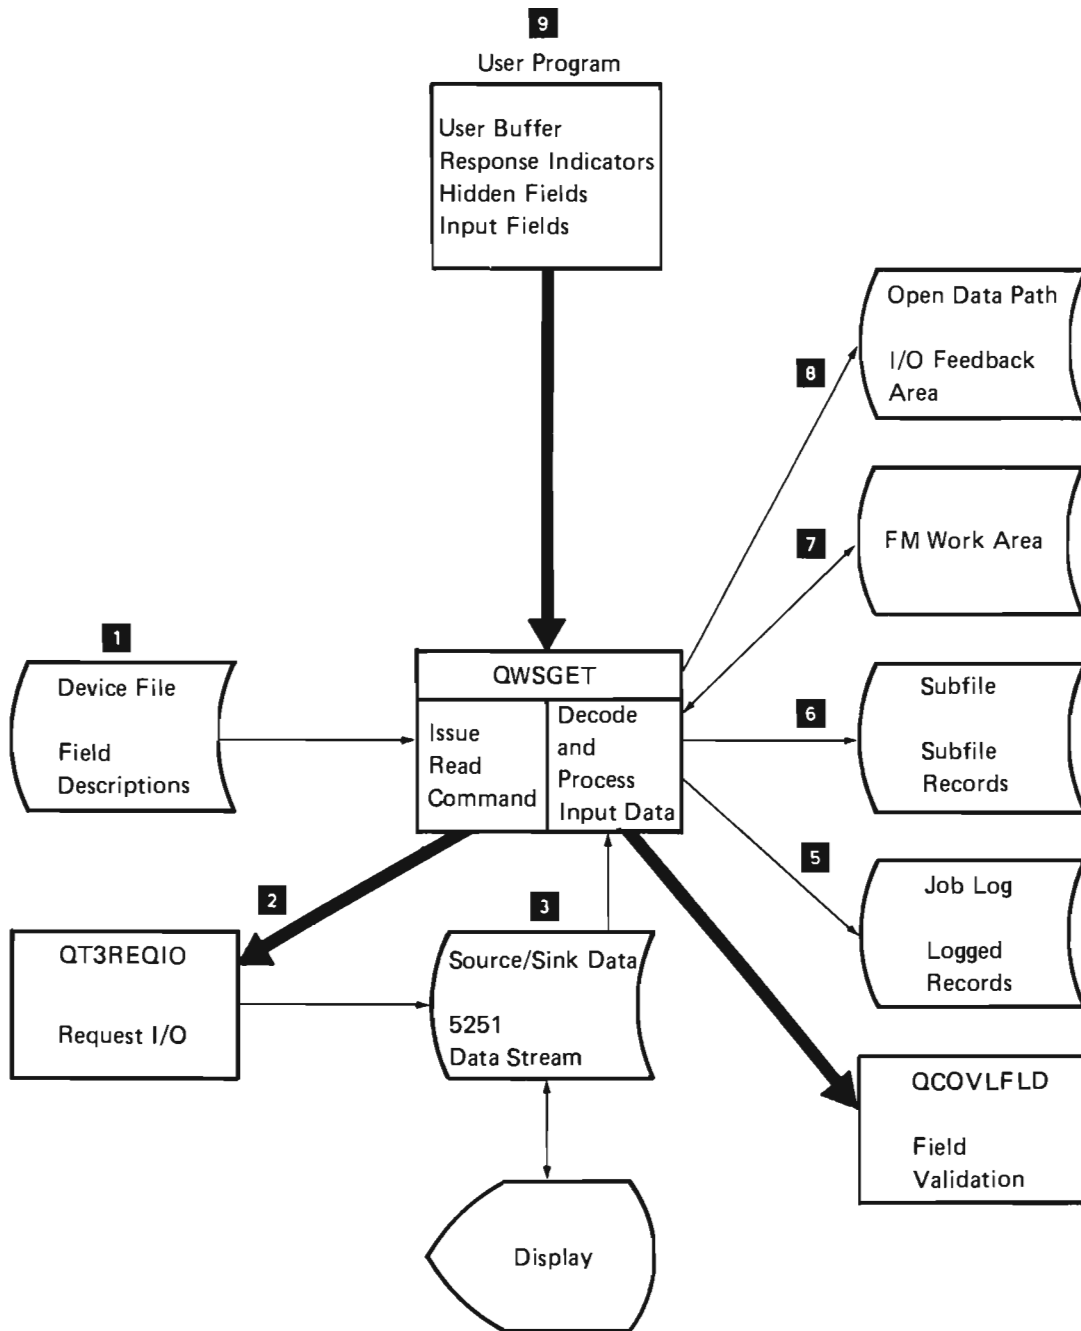 9
User Program
User Buffer
Response Indicators
Hidden Fields
Input Fields
Open Data Path
I/O Feedback
Area
8
FM Work Area
7
1
Device File
Field
Descriptions
QWSGET
Issue
Read
Command
Decode
and
Process
Input Data
6
Subfile
Subfile
Records
5
Job Log
Logged
Records
2
QT3REQIO
Request I/O
3
Source/Sink Data
5251
Data Stream
QCOVLFLD
Field
Validation
Display